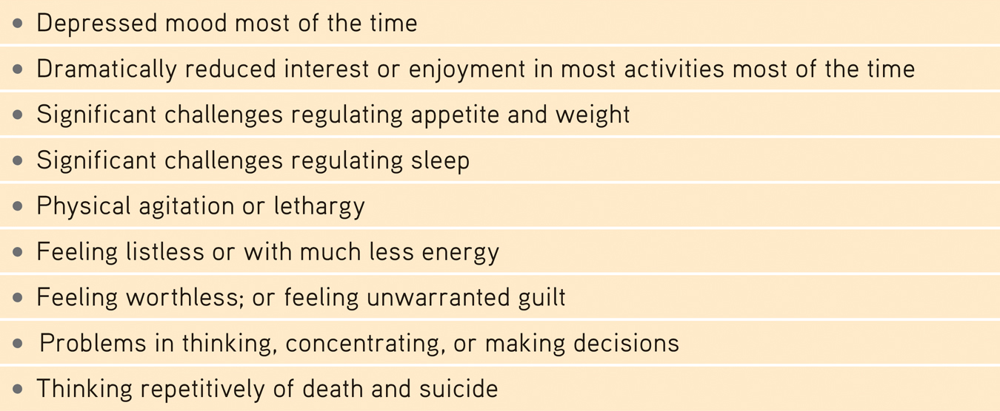 • Depressed mood most of the time
• Dramatically reduced interest or enjoyment in most activities most of the time
• Significant challenges regulating appetite and weight
• Significant challenges regulating sleep
• Physical agitation or lethargy
• Feeling listless or with much less energy
• Feeling worthless; or feeling unwarranted guilt
• Problems in thinking, concentrating, or making decisions
• Thinking repetitively of death and suicide